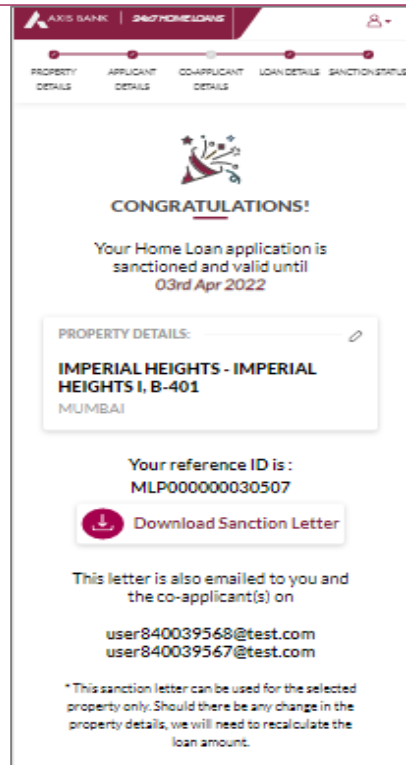 AXIS BANK | 24x7 HOME LOANS
PROPERTY DETAILS
APPLICANT DETAILS
CO-APPLICANT DETAILS
LOAN DETAILS
SANCTION STATUS
CONGRATULATIONS!
Your Home Loan application is
sanctioned and valid until
03rd Apr 2022
PROPERTY DETAILS:
IMPERIAL HEIGHTS - IMPERIAL
HEIGHTS I, B-401
MUMBAI
Your reference ID is :
MLP000000030507
Download Sanction Letter
This letter is also emailed to you and
the co-applicant(s) on
user840039568@test.com
user840039567@test.com
* This sanction letter can be used for the selected
property only. Should there be any change in the
property details, we will need to recalculate the
loan amount.